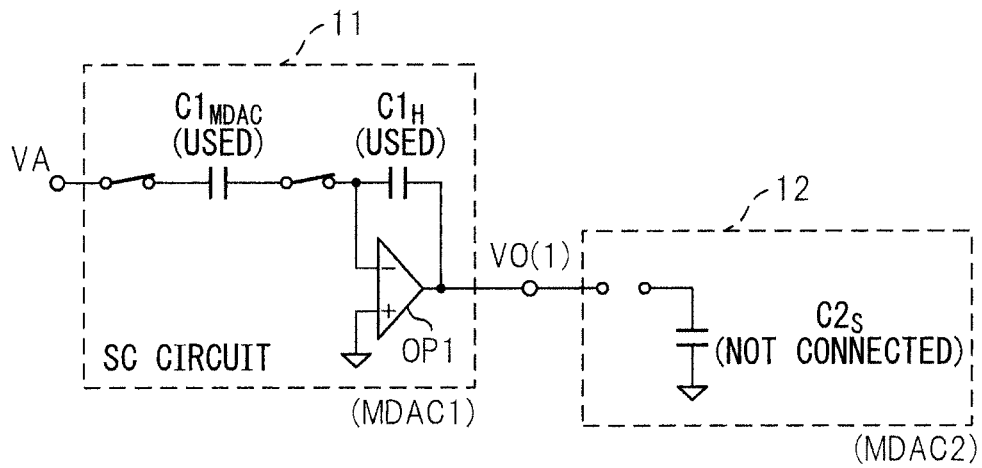 11
C1MDAC
(USED)
C1H
(USED)
VA
12
VO(1)
−
+
OP1
C2S
(NOT CONNECTED)
SC CIRCUIT
(MDAC1)
(MDAC2)